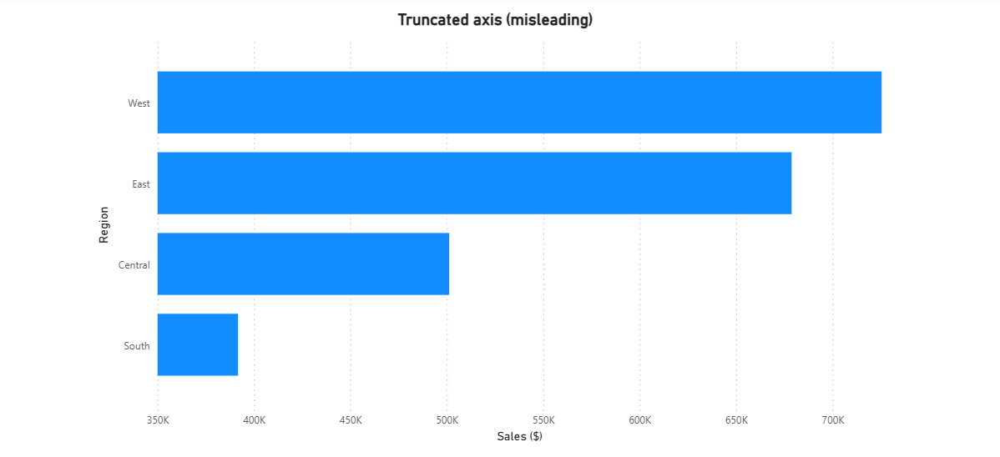 Truncated axis (misleading)
West
East
Central
South
Region
350K 400K 450K 500K 550K 600K 650K 700K
Sales ($)